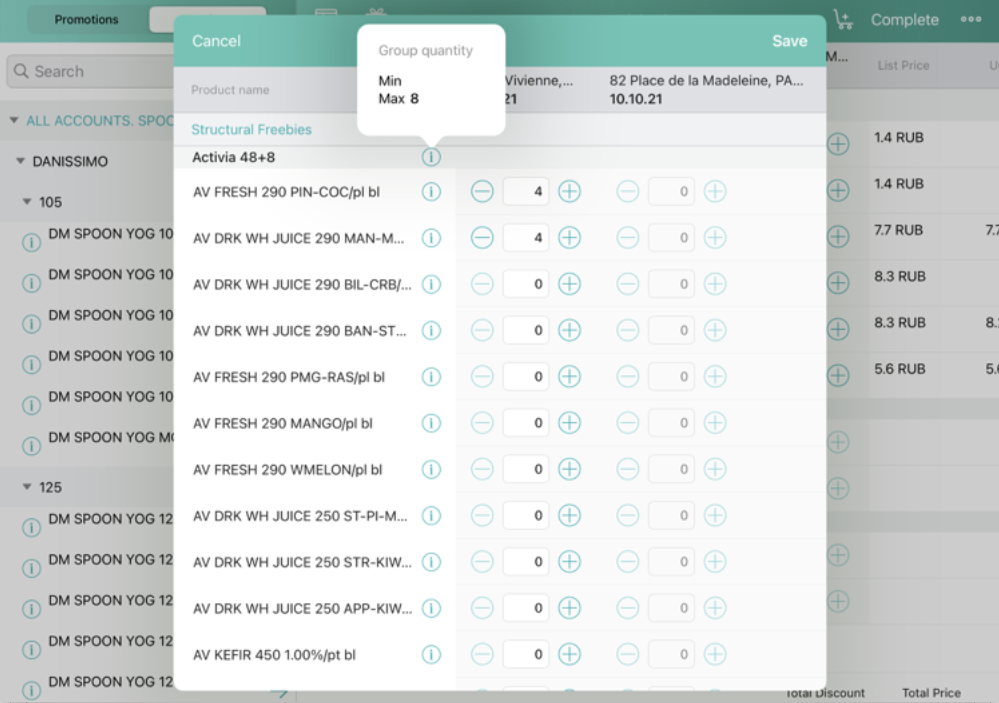 Promotions
Complete
Cancel
Save
Group quantity
Min
Max 8
Search
Product name
Vivienne,...
21
82 Place de la Madeleine, PA...
10.10.21
M...
List Price
ALL ACCOUNTS. SPOO
Structural Freebies
DANISSIMO
Activia 48+8
1.4 RUB
105
AV FRESH 290 PIN-COC/pl bl
4
0
1.4 RUB
DM SPOON YOG 10
AV DRK WH JUICE 290 MAN-M...
4
0
7.7 RUB
7.7
DM SPOON YOG 10
AV DRK WH JUICE 290 BIL-CRB/...
0
0
8.3 RUB
DM SPOON YOG 10
AV DRK WH JUICE 290 BAN-ST...
0
0
8.3 RUB
8.
DM SPOON YOG 10
AV FRESH 290 PMG-RAS/pl bl
0
0
5.6 RUB
5.6
DM SPOON YOG 10
AV FRESH 290 MANGO/pl bl
0
0
DM SPOON YOG M
AV FRESH 290 WMELON/pl bl
0
0
125
DM SPOON YOG 12
AV DRK WH JUICE 250 ST-PI-M...
0
0
DM SPOON YOG 12
AV DRK WH JUICE 250 STR-KIW...
0
0
DM SPOON YOG 12
AV DRK WH JUICE 250 APP-KIW...
0
0
DM SPOON YOG 12
AV KEFIR 450 1.00%/pt bl
0
0
DM SPOON YOG 12
Total Discount
Total Price